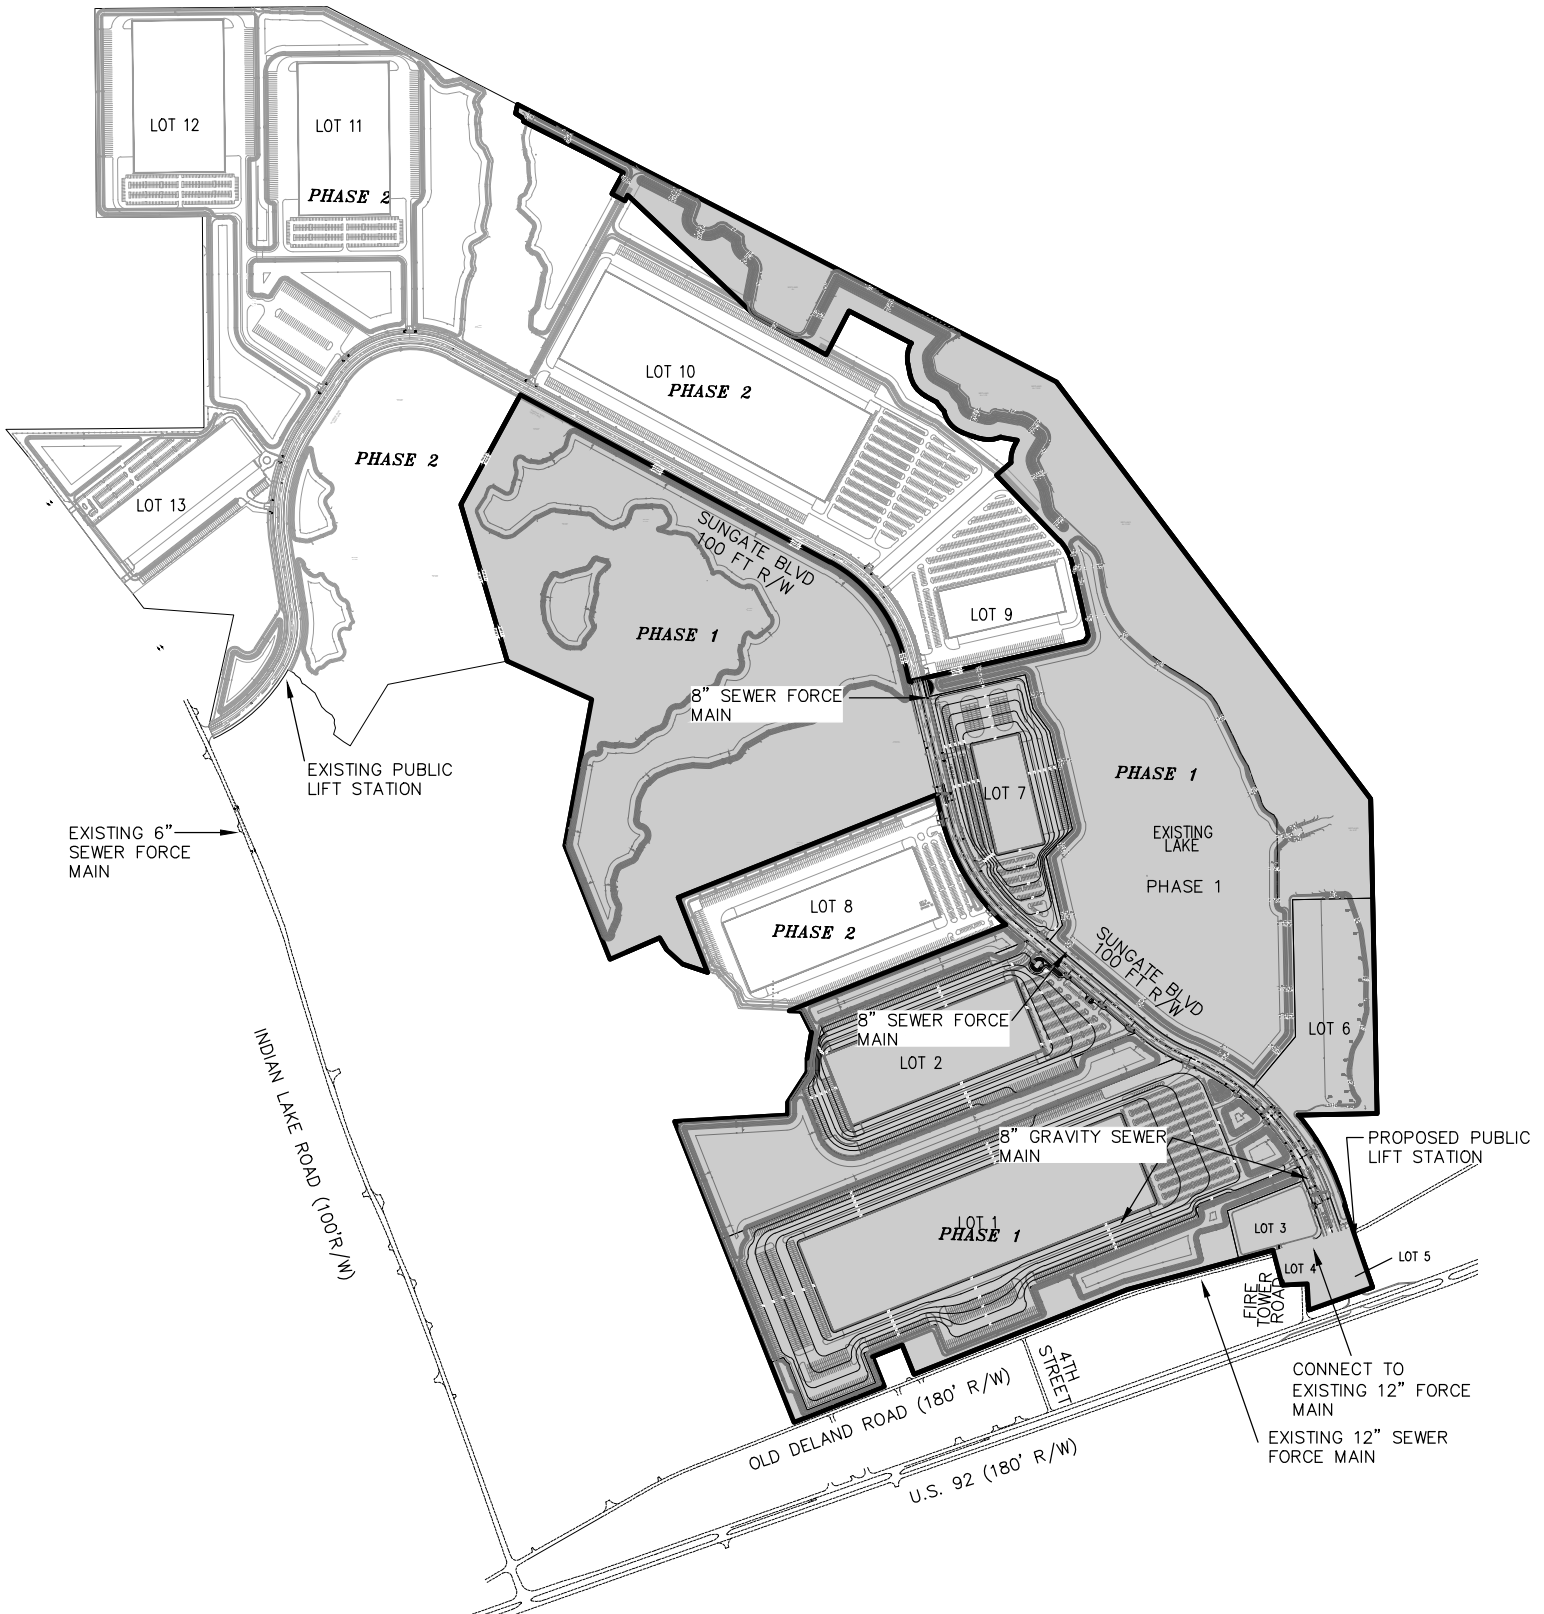 LOT 12
LOT 11
PHASE 2
LOT 10
PHASE 2
PHASE 2
LOT 13
SUNGATE BLVD
100 FT R/W
LOT 9
PHASE 1
8" SEWER FORCE
MAIN
EXISTING PUBLIC
LIFT STATION
PHASE 1
LOT 7
EXISTING 6"
SEWER FORCE
MAIN
EXISTING
LAKE
PHASE 1
LOT 8
PHASE 2
SUNGATE BLVD
100 FT R/W
8" SEWER FORCE
MAIN
LOT 6
LOT 2
INDIAN LAKE ROAD (100'R/W)
8" GRAVITY SEWER
MAIN
PROPOSED PUBLIC
LIFT STATION
LOT 1
PHASE 1
LOT 3
LOT 4
LOT 5
FIRE
TOWER
ROAD
4TH
STREET
CONNECT TO
EXISTING 12" FORCE
MAIN
OLD DELAND ROAD (180' R/W)
EXISTING 12" SEWER
FORCE MAIN
U.S. 92 (180' R/W)